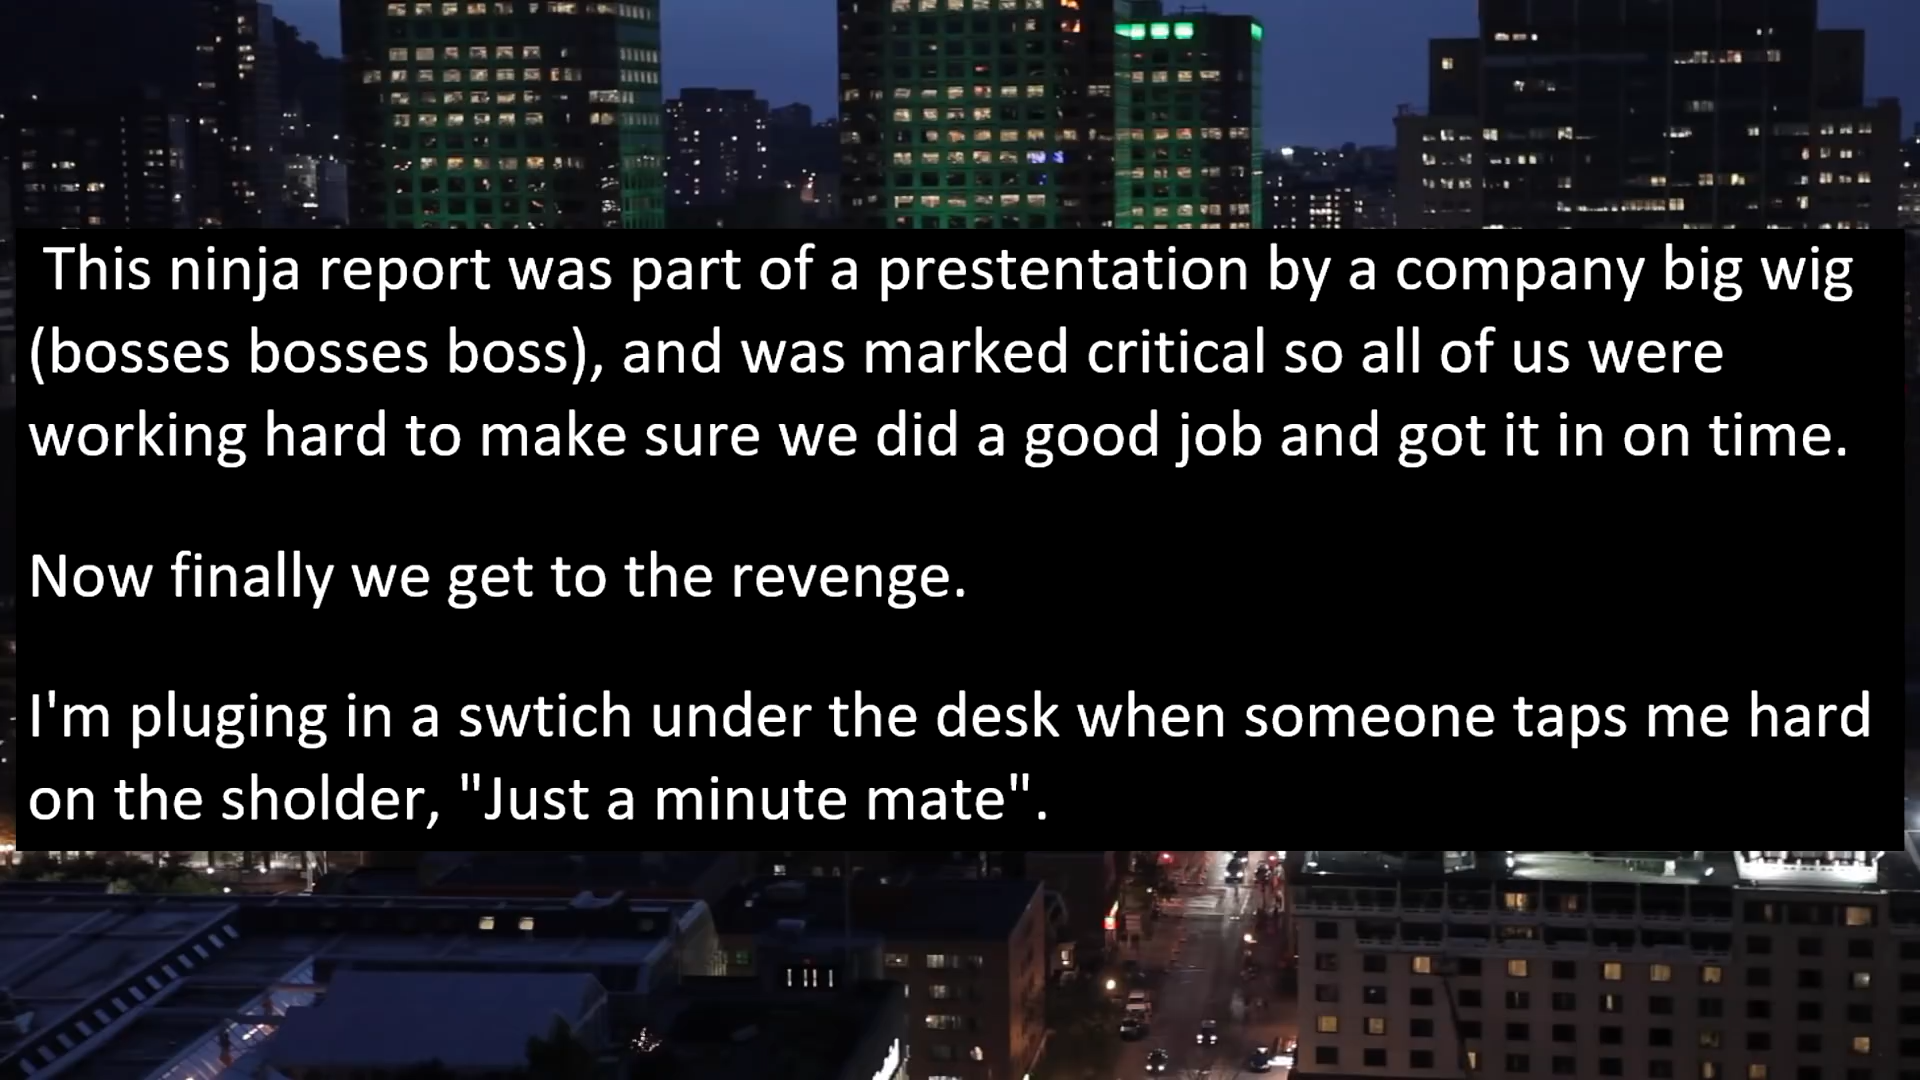 This ninja report was part of a prestentation by a company big wig
(bosses bosses boss), and was marked critical so all of us were
working hard to make sure we did a good job and got it in on time.
Now finally we get to the revenge.
I'm pluging in a swtich under the desk when someone taps me hard
on the sholder, "Just a minute mate".